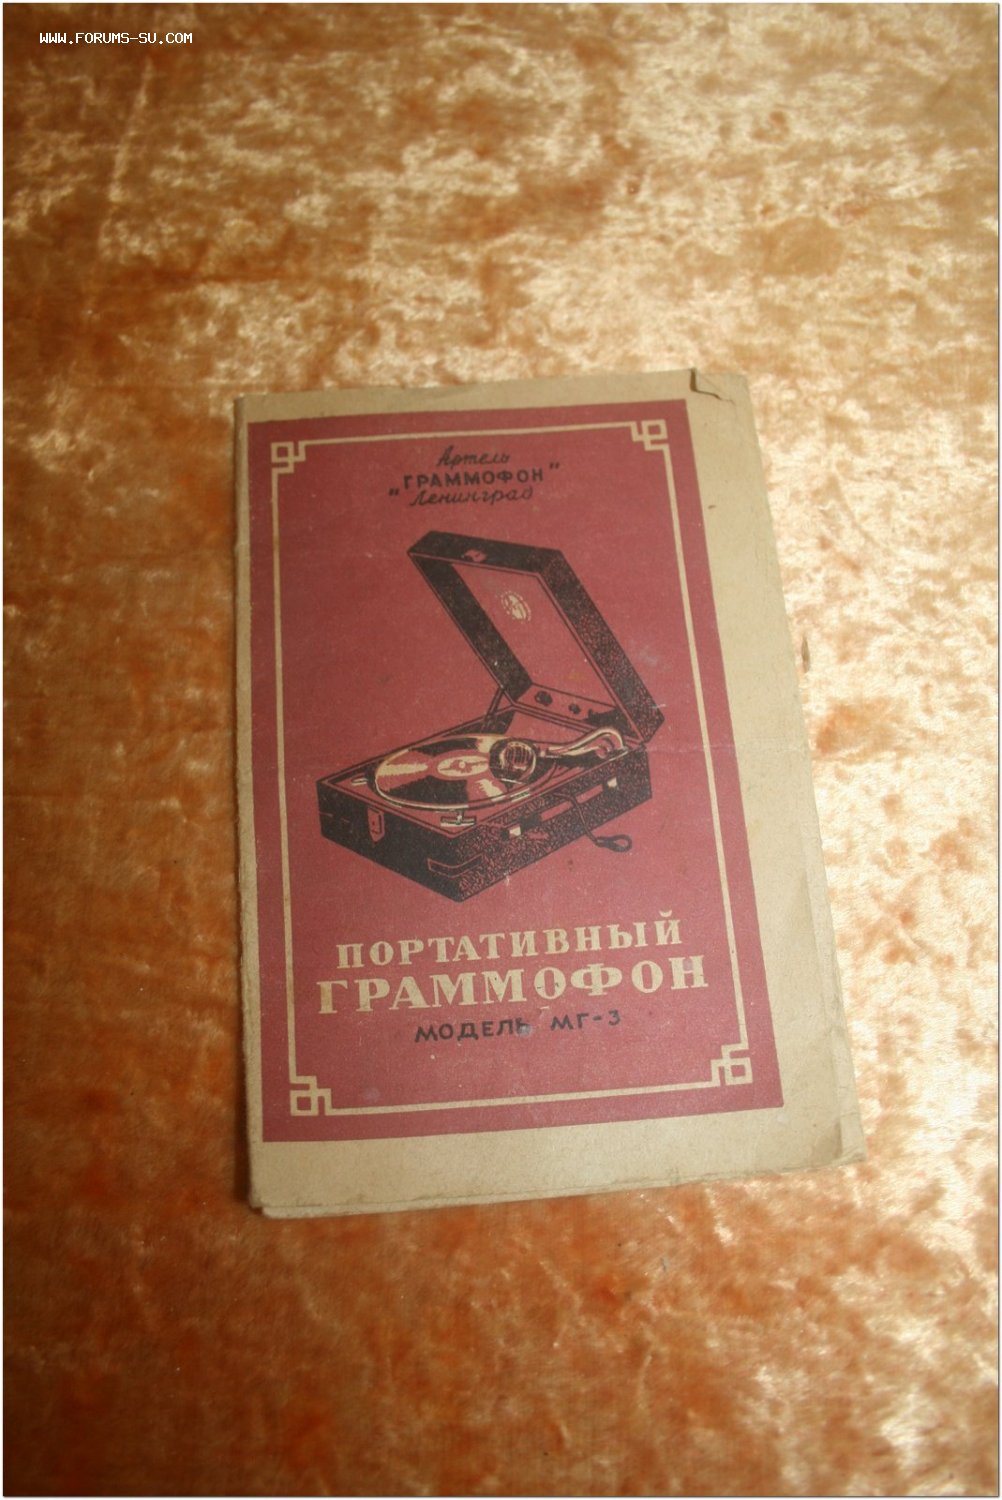 WWW.FORUMS-SU.COM
Артель
"ГРАММОФОН"
Ленинград
ПОРТАТИВНЫЙ
ГРАММОФОН
МОДЕЛЬ МГ-3